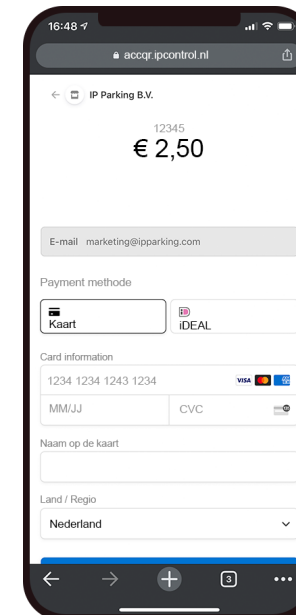 16:48
accqr.ipcontrol.nl
IP Parking B.V.
12345
€ 2,50
E-mail marketing@ipparking.com
Payment methode
Kaart
iDEAL
Card information
1234 1234 1243 1234 VISA
MM/JJ CVC
Naam op de kaart
Land / Regio
Nederland
3